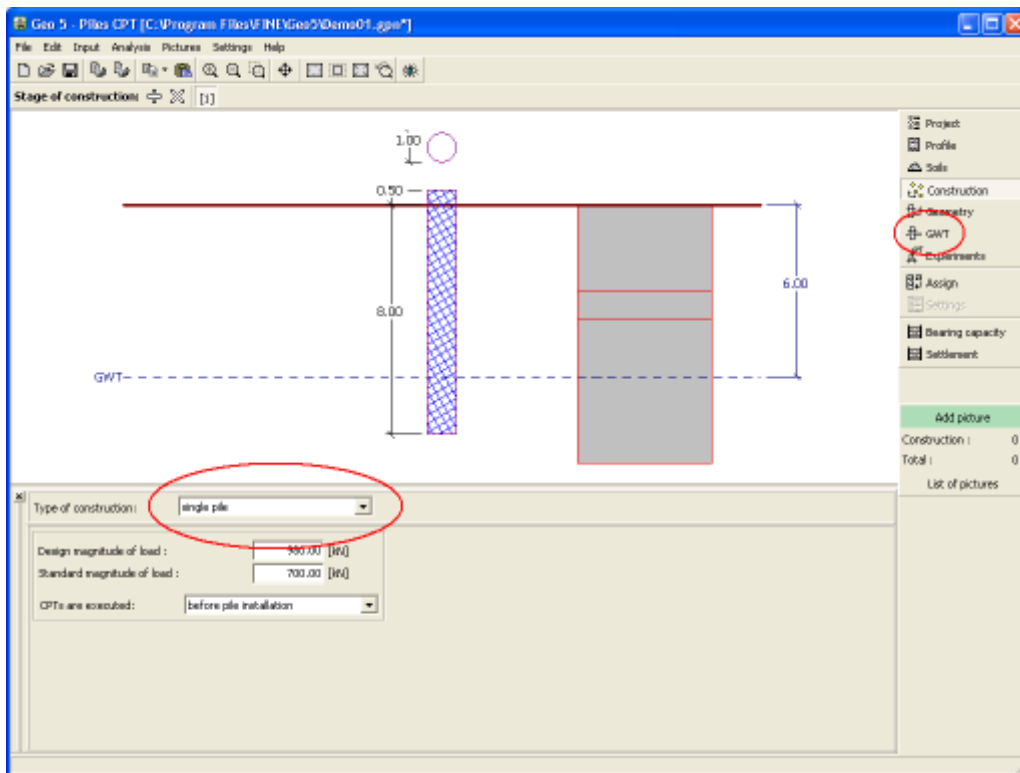 Geo 5 - Piles CPT [C:\Program Files\FINE\Geo5\Demo01.gpn*]
File Edit Input Analysis Pictures Settings Help
Stage of construction: [1]
1.00
0.50
8.00
6.00
GWT
Project
Profile
Soils
Construction
Geometry
GWT
Experiments
Assign
Settings
Bearing capacity
Settlement
Add picture
Construction : 0
Total : 0
List of pictures
Type of construction: single pile
Design magnitude of load : [kN]
Standard magnitude of load : 700.00 [kN]
CPTs are executed: before pile installation